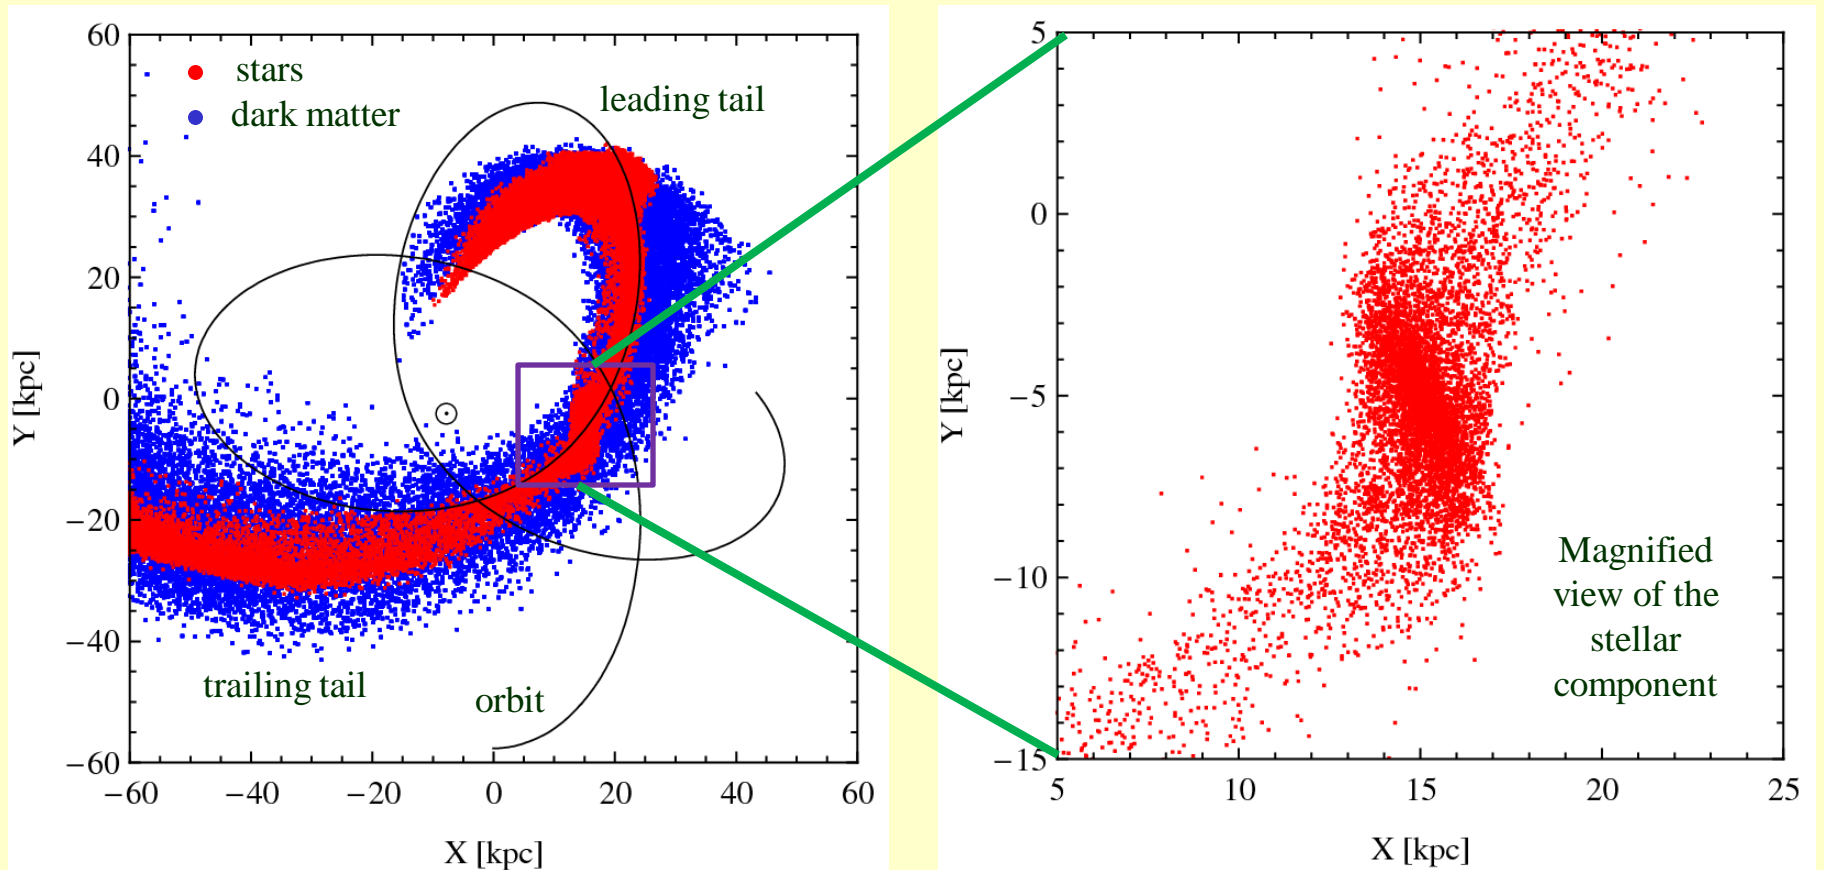 60
40
20
0
−20
−40
−60
−60
−40
−20
0
20
40
60
Y [kpc]
X [kpc]
stars
dark matter
leading tail
trailing tail
orbit
5
0
−5
−10
−15
5
10
15
20
25
Y [kpc]
X [kpc]
Magnified
view of the
stellar
component